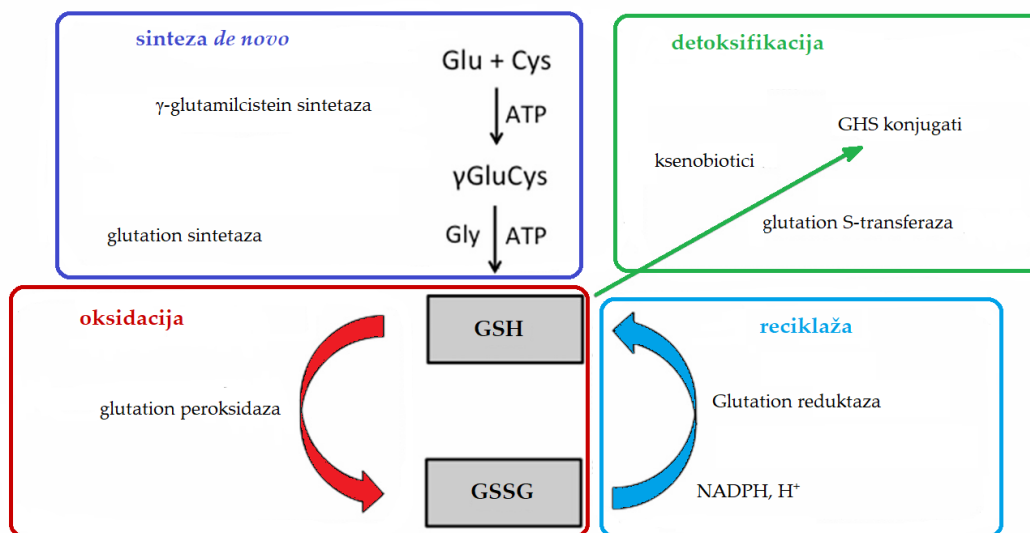 sinteza de novo
Glu + Cys
γ-glutamilcistein sintetaza
ATP
γGluCys
glutation sintetaza
Gly
ATP
detoksifikacija
GHS konjugati
ksenobiotici
glutation S-transferaza
oksidacija
GSH
glutation peroksidaza
GSSG
reciklaža
Glutation reduktaza
NADPH, H⁺